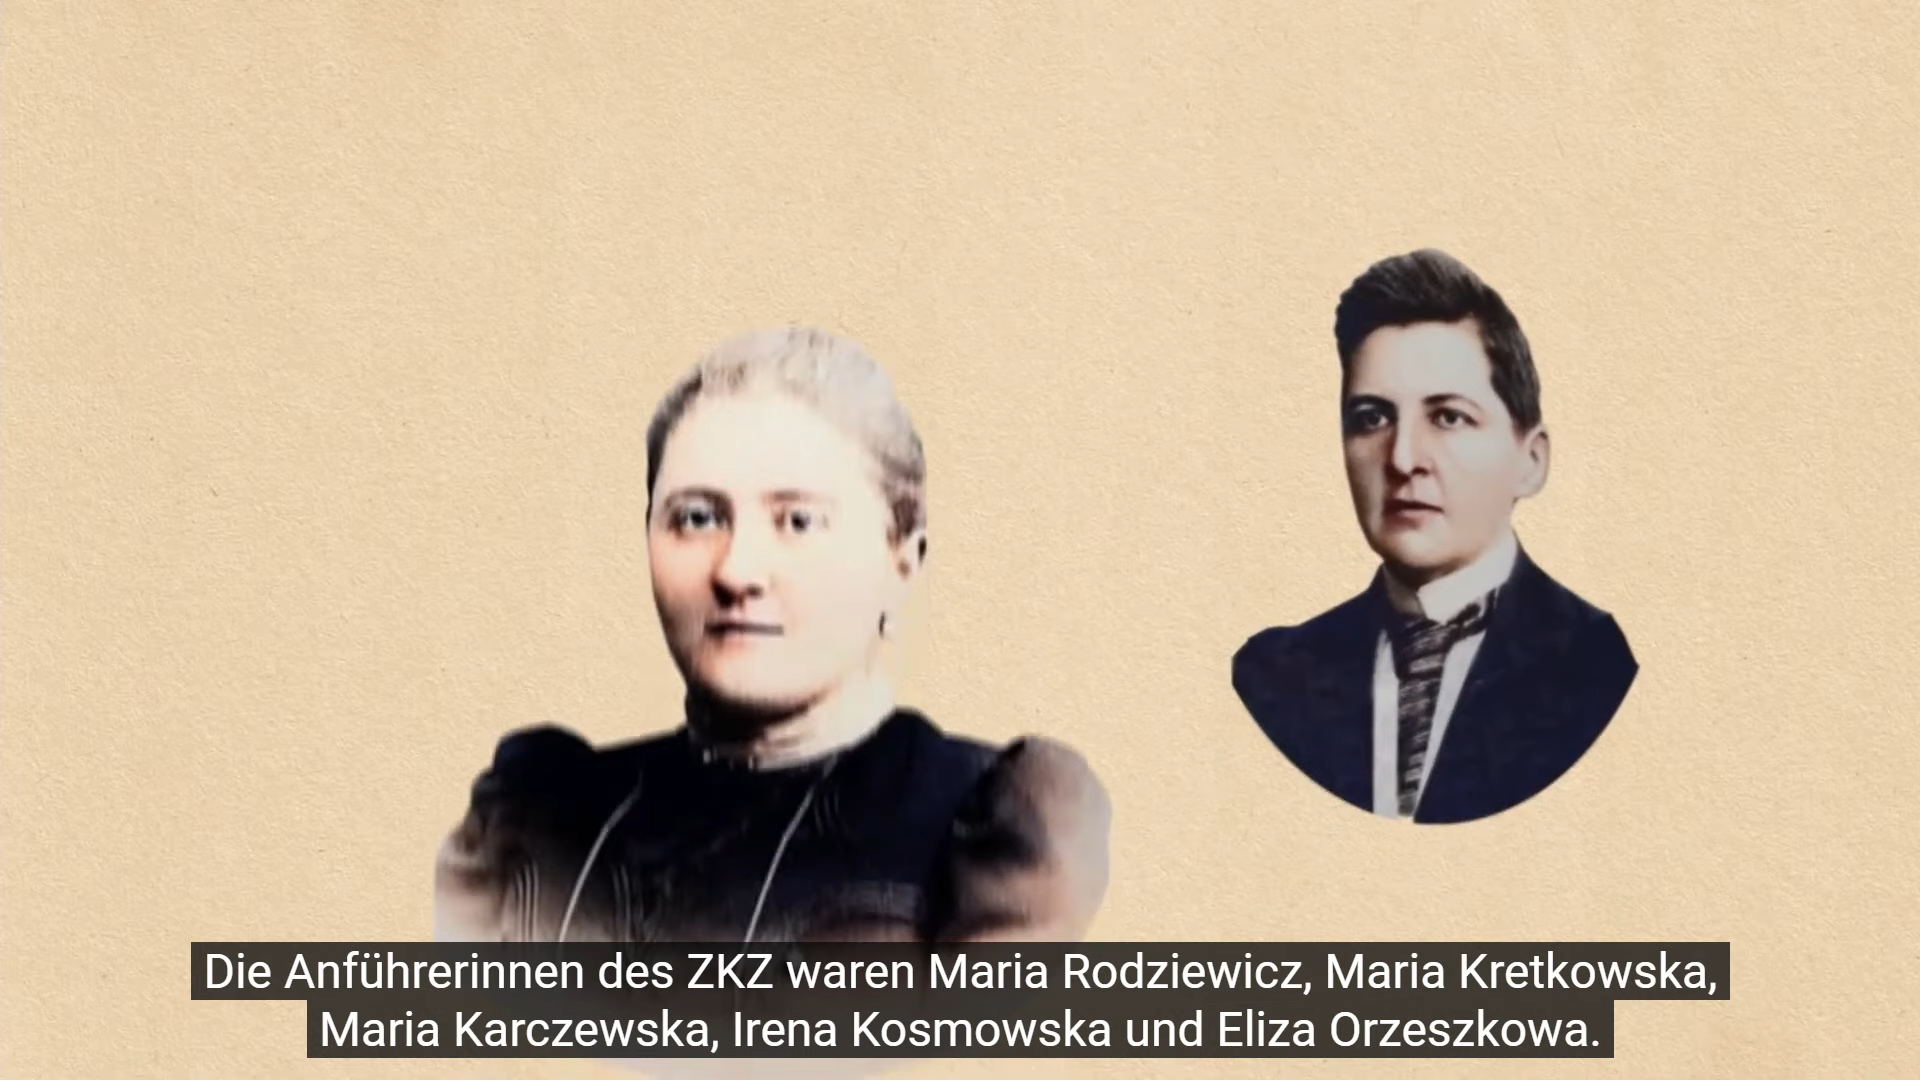 Die Anführerinnen des ZKZ waren Maria Rodziewicz, Maria Kretkowska,
Maria Karczewska, Irena Kosmowska und Eliza Orzeszkowa.